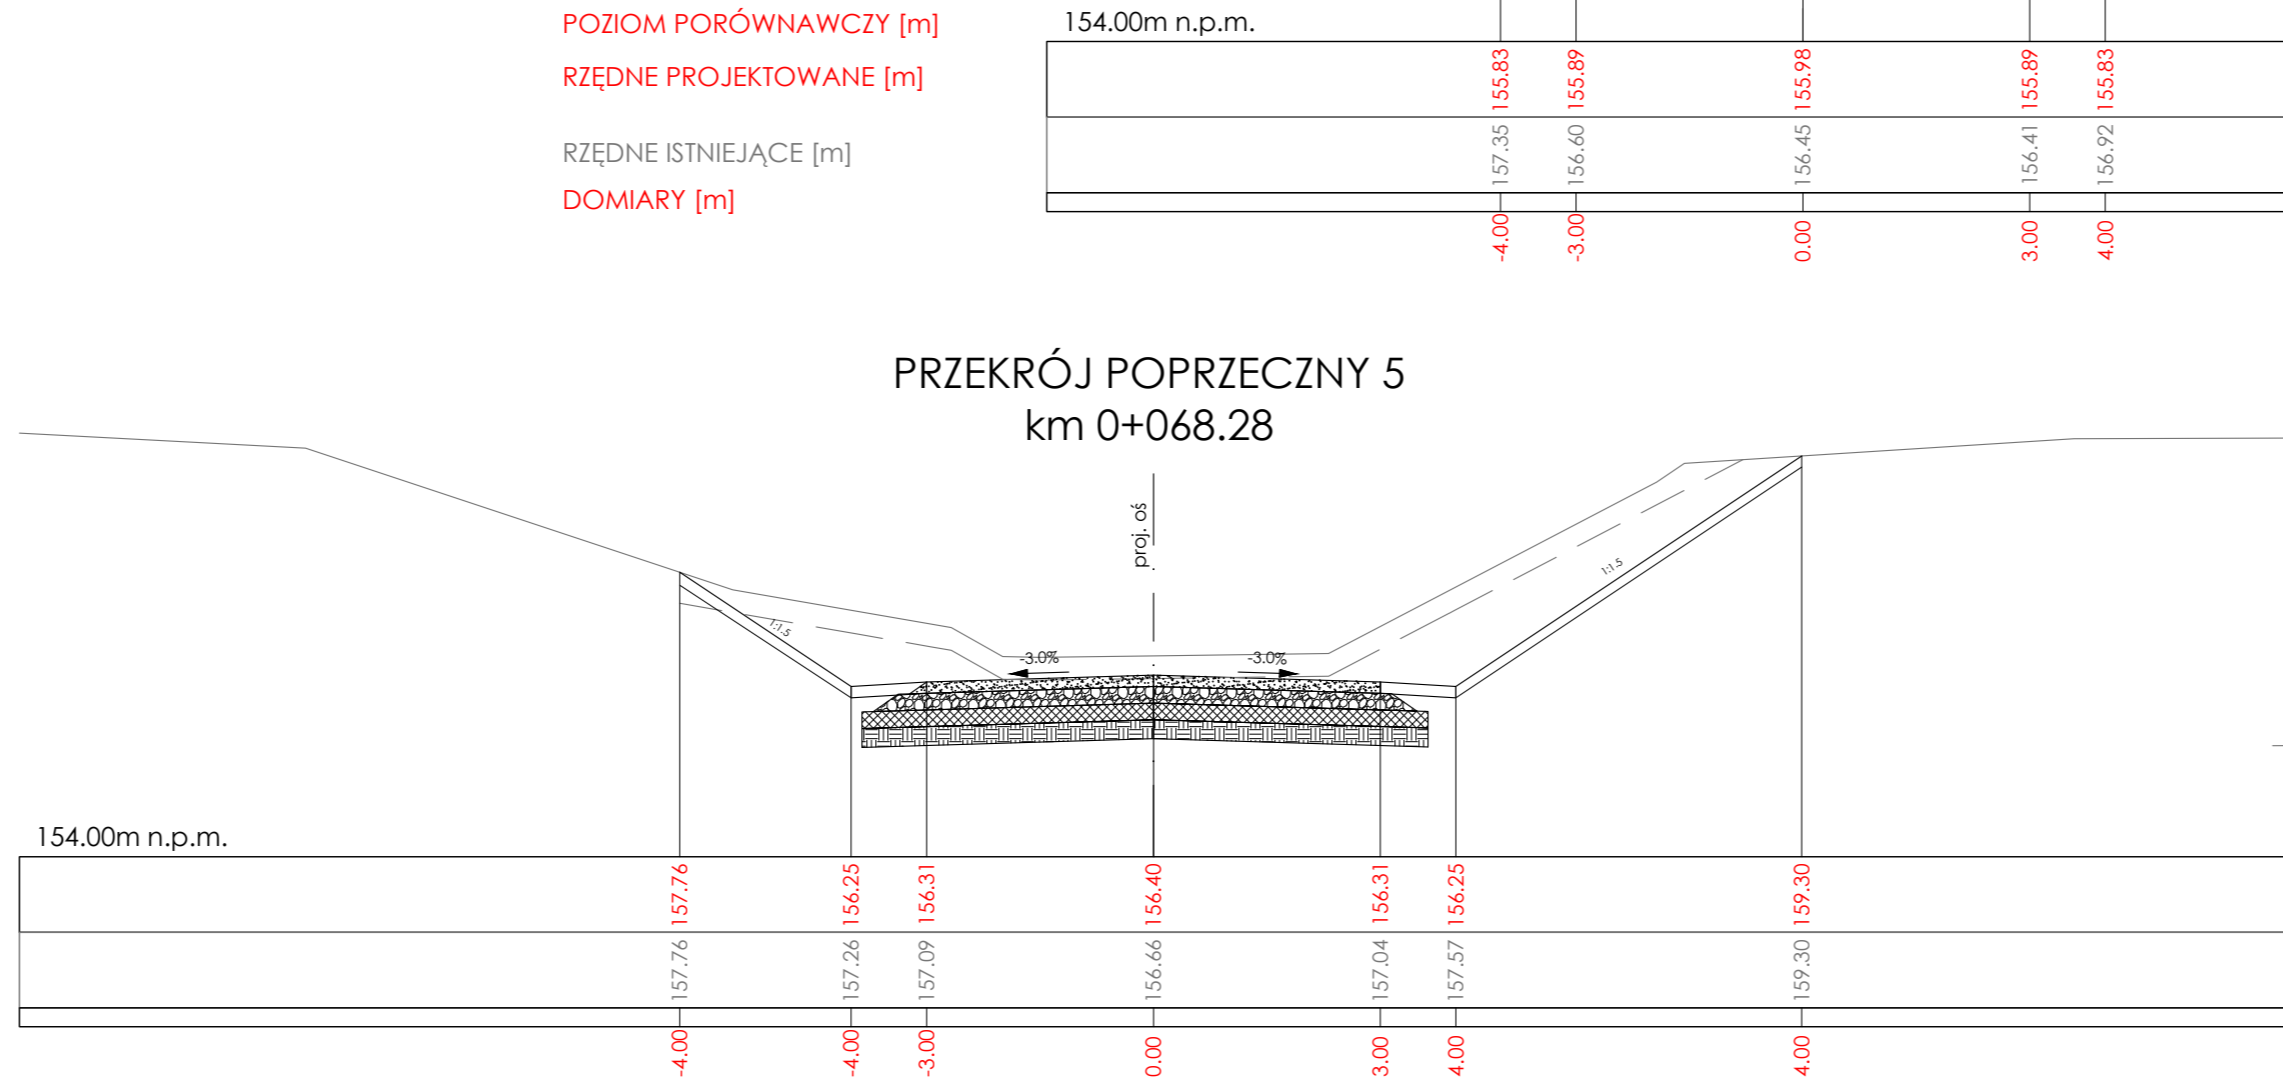 POZIOM PORÓWNAWCZY [m]
154.00m n.p.m.
RZĘDNE PROJEKTOWANE [m]
155.83 155.89 155.98 155.89 155.83
RZĘDNE ISTNIEJĄCE [m]
157.35 156.60 156.45 156.41 156.92
DOMIARY [m]
-4.00 -3.00 0.00 3.00 4.00
PRZEKRÓJ POPRZECZNY 5
km 0+068.28
proj. oś
1:1.5
1:1.5
-3.0% -3.0%
154.00m n.p.m.
157.76 156.25 156.31 156.40 156.31 156.25 159.30
157.76 157.26 157.09 156.66 157.04 157.57 159.30
-4.00 -4.00 -3.00 0.00 3.00 4.00 4.00